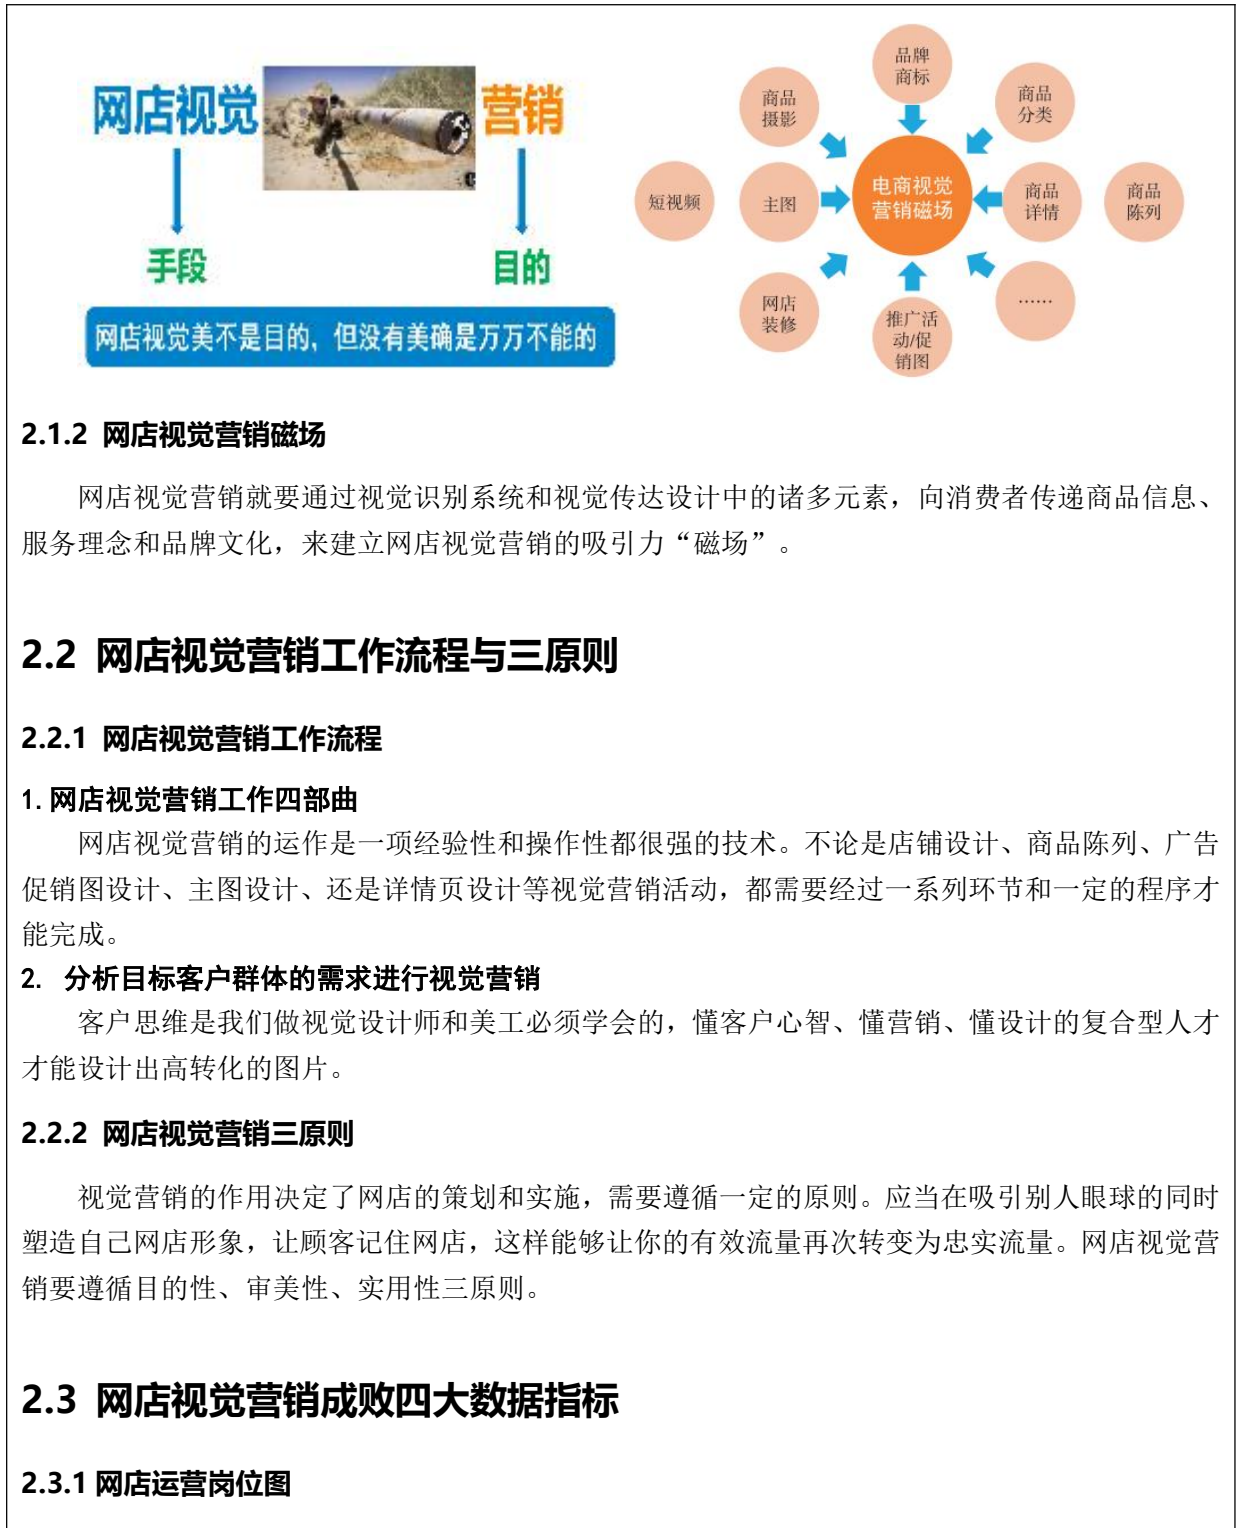 网店视觉
营销
手段
目的
网店视觉美不是目的，但没有美确是万万不能的
品牌
商标
商品
摄影
商品
分类
短视频
主图
电商视觉
营销磁场
商品
详情
商品
陈列
网店
装修
推广活
动/促
销图
……
2.1.2 网店视觉营销磁场
网店视觉营销就要通过视觉识别系统和视觉传达设计中的诸多元素，向消费者传递商品信息、
服务理念和品牌文化，来建立网店视觉营销的吸引力“磁场”。
2.2 网店视觉营销工作流程与三原则
2.2.1 网店视觉营销工作流程
1.网店视觉营销工作四部曲
网店视觉营销的运作是一项经验性和操作性都很强的技术。不论是店铺设计、商品陈列、广告
促销图设计、主图设计、还是详情页设计等视觉营销活动，都需要经过一系列环节和一定的程序才
能完成。
2. 分析目标客户群体的需求进行视觉营销
客户思维是我们做视觉设计师和美工必须学会的，懂客户心智、懂营销、懂设计的复合型人才
才能设计出高转化的图片。
2.2.2 网店视觉营销三原则
视觉营销的作用决定了网店的策划和实施，需要遵循一定的原则。应当在吸引别人眼球的同时
塑造自己网店形象，让顾客记住网店，这样能够让你的有效流量再次转变为忠实流量。网店视觉营
销要遵循目的性、审美性、实用性三原则。
2.3 网店视觉营销成败四大数据指标
2.3.1 网店运营岗位图